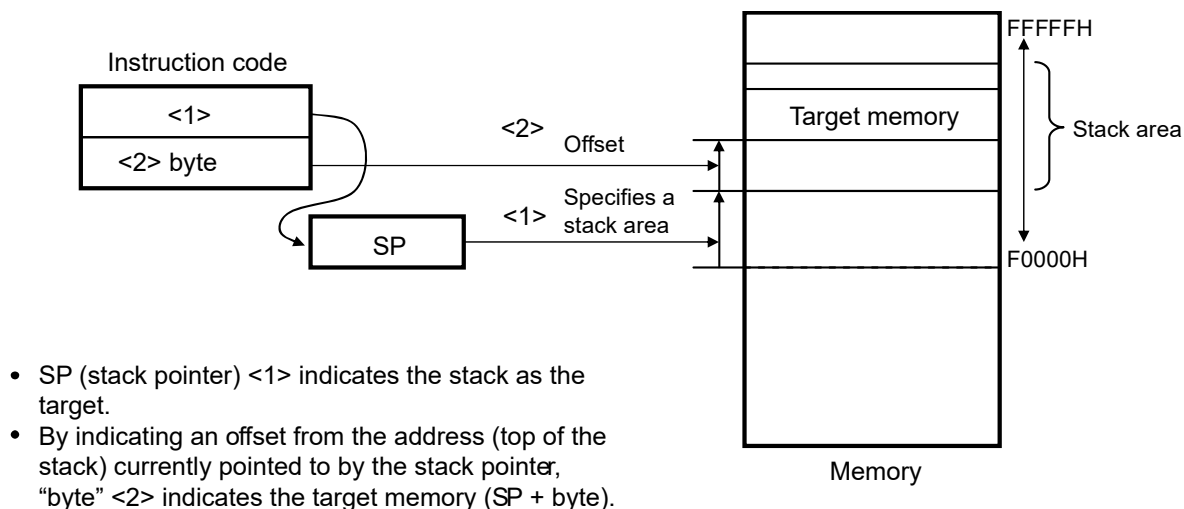 FFFFFH
Instruction code
<1>
Target memory
<2>
Offset
Stack area
<2> byte
Specifies a
stack area
<1>
SP
F0000H
• SP (stack pointer) <1> indicates the stack as the
target.
• By indicating an offset from the address (top of the
stack) currently pointed to by the stack pointer,
“byte” <2> indicates the target memory (SP + byte).
Memory